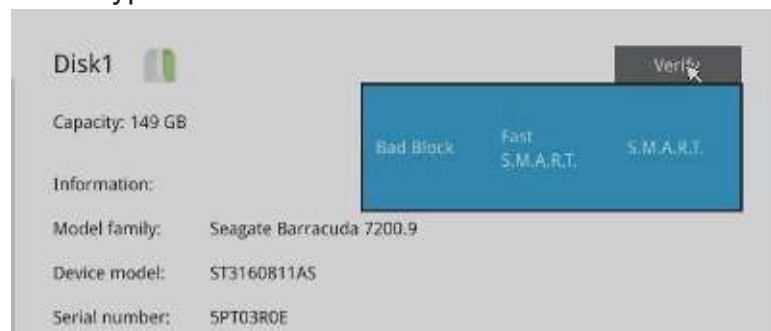 Disk1
Verify
Capacity: 149 GB
Bad Block
Fast
S.M.A.R.T.
S.M.A.R.T.
Information:
Model family: Seagate Barracuda 7200.9
Device model: ST3160811AS
Serial number: 5PT03R0E